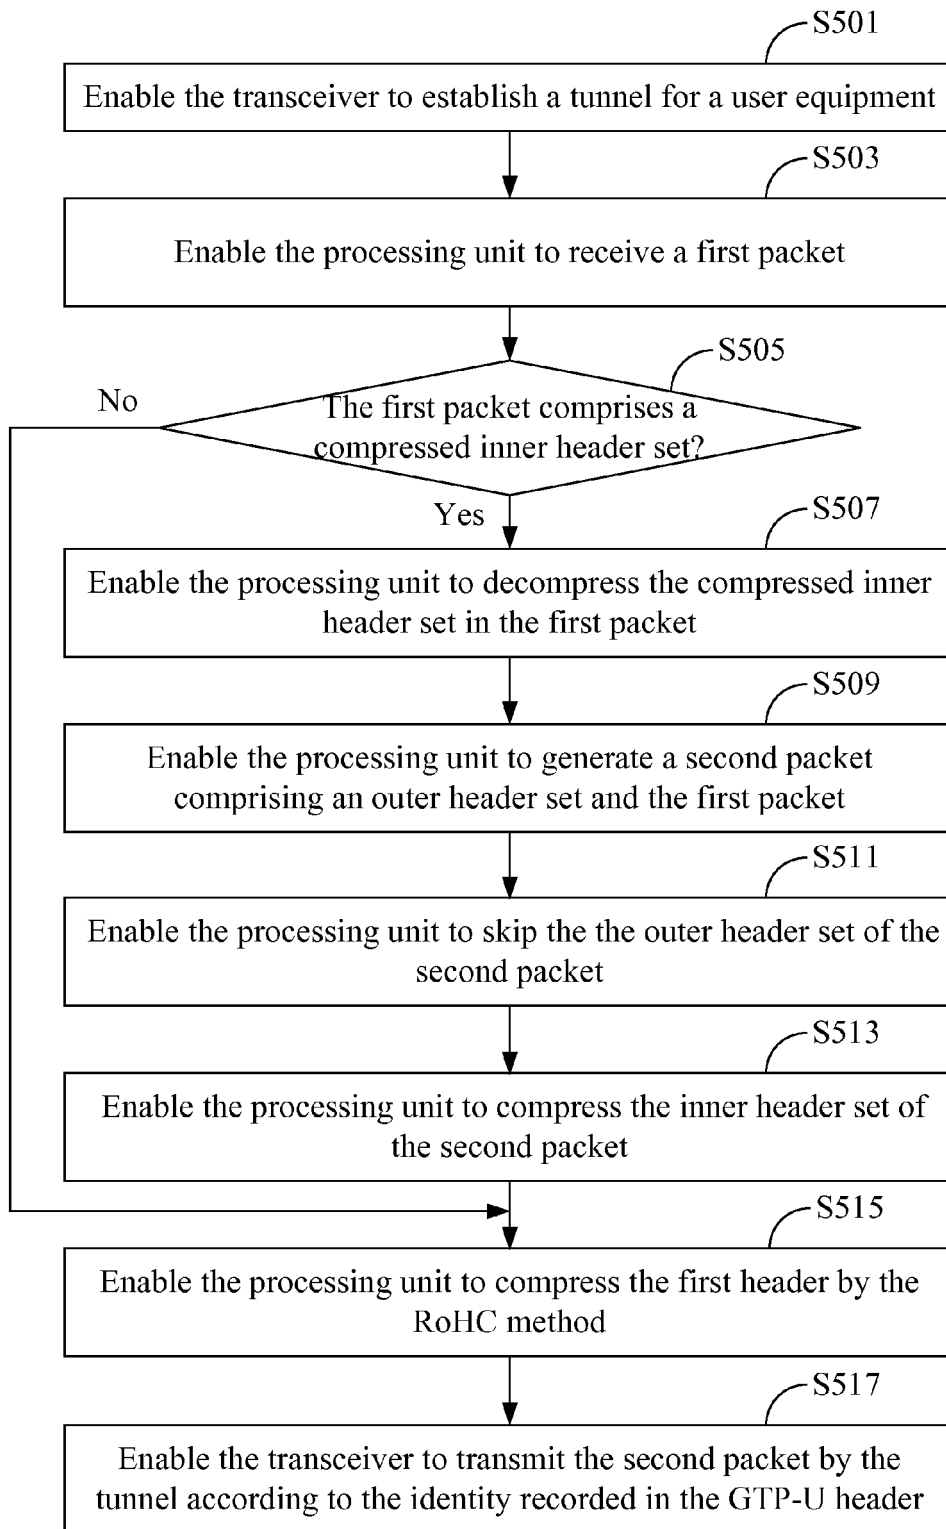 S501
Enable the transceiver to establish a tunnel for a user equipment
S503
Enable the processing unit to receive a first packet
S505
No
The first packet comprises a
compressed inner header set?
Yes
S507
Enable the processing unit to decompress the compressed inner
header set in the first packet
S509
Enable the processing unit to generate a second packet
comprising an outer header set and the first packet
S511
Enable the processing unit to skip the the outer header set of the
second packet
S513
Enable the processing unit to compress the inner header set of
the second packet
S515
Enable the processing unit to compress the first header by the
RoHC method
S517
Enable the transceiver to transmit the second packet by the
tunnel according to the identity recorded in the GTP-U header